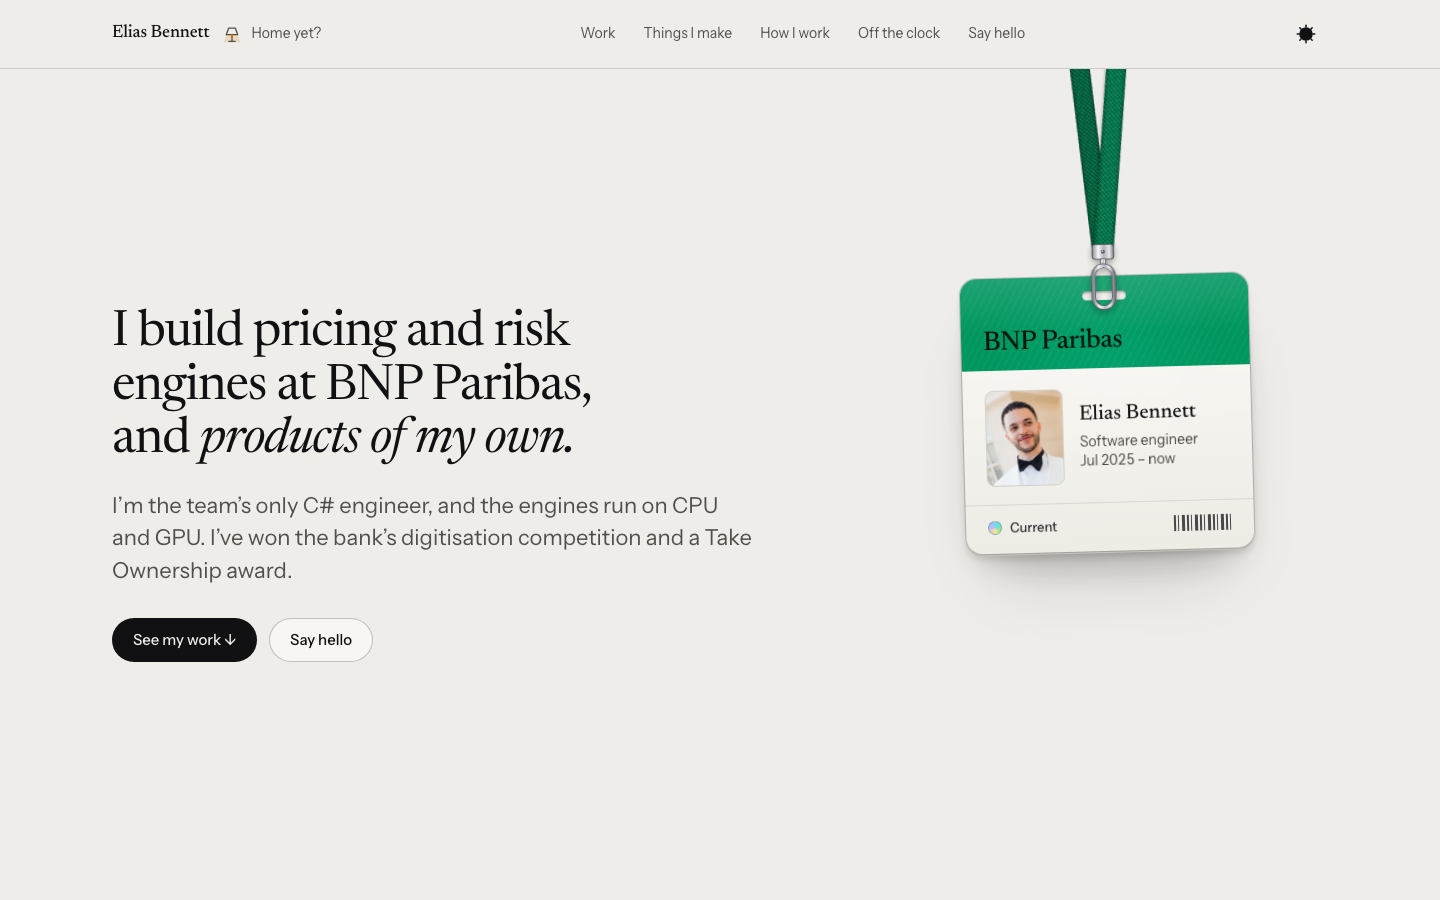 Elias Bennett
Home yet?
Work
Things I make
How I work
Off the clock
Say hello
I build pricing and risk
engines at BNP Paribas,
and products of my own.
I’m the team’s only C# engineer, and the engines run on CPU
and GPU. I’ve won the bank’s digitisation competition and a Take
Ownership award.
See my work ↓
Say hello
BNP Paribas
Elias Bennett
Software engineer
Jul 2025 – now
Current